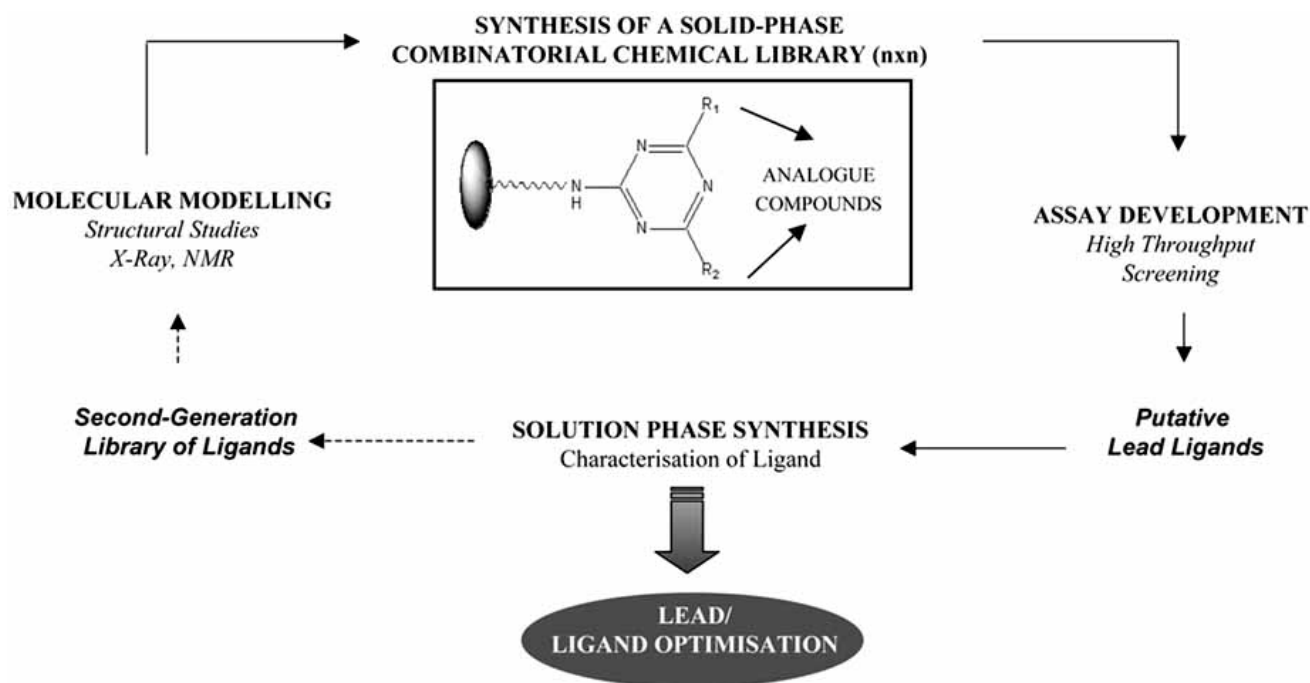 SYNTHESIS OF A SOLID-PHASE
COMBINATORIAL CHEMICAL LIBRARY (nxn)
R1
N
N
N
N
H
R2
ANALOGUE
COMPOUNDS
MOLECULAR MODELLING
Structural Studies
X-Ray, NMR
ASSAY DEVELOPMENT
High Throughput
Screening
Second-Generation
Library of Ligands
SOLUTION PHASE SYNTHESIS
Characterisation of Ligand
Putative
Lead Ligands
LEAD/
LIGAND OPTIMISATION